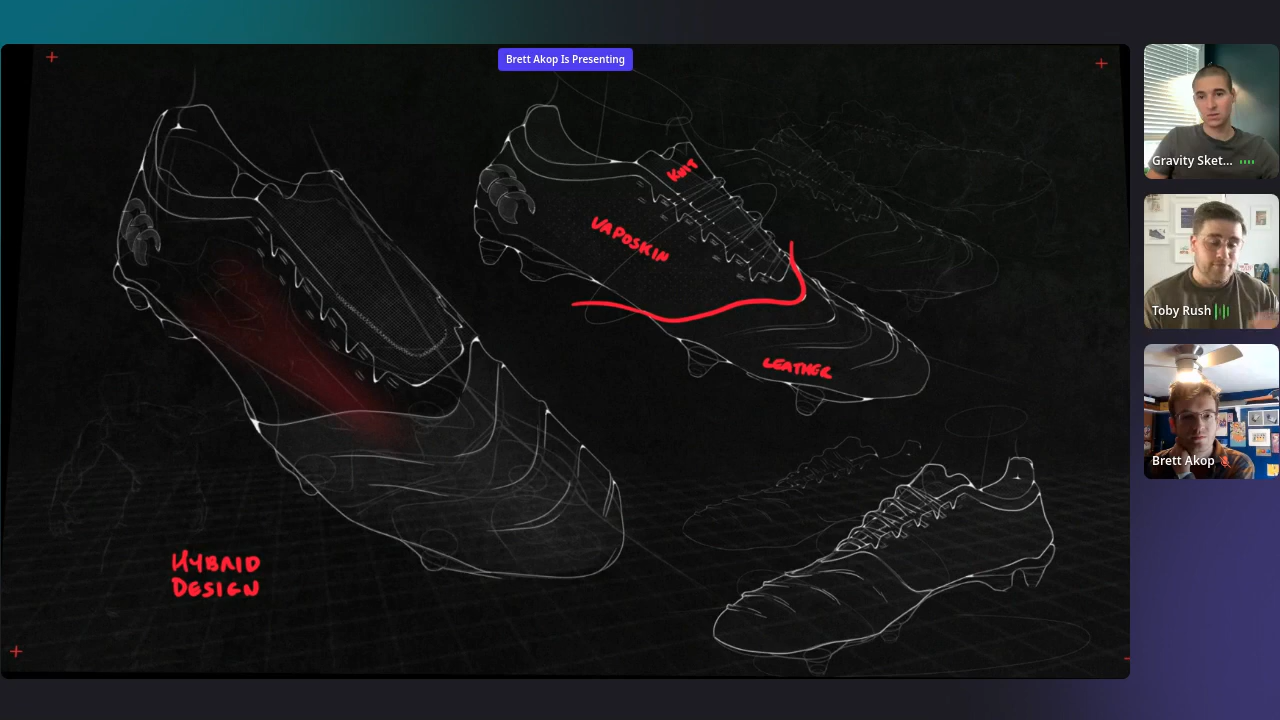 Brett Akop Is Presenting
KNIT
VAPOSKIN
LEATHER
HYBRID
DESIGN
Gravity Sket...
Toby Rush
Brett Akop